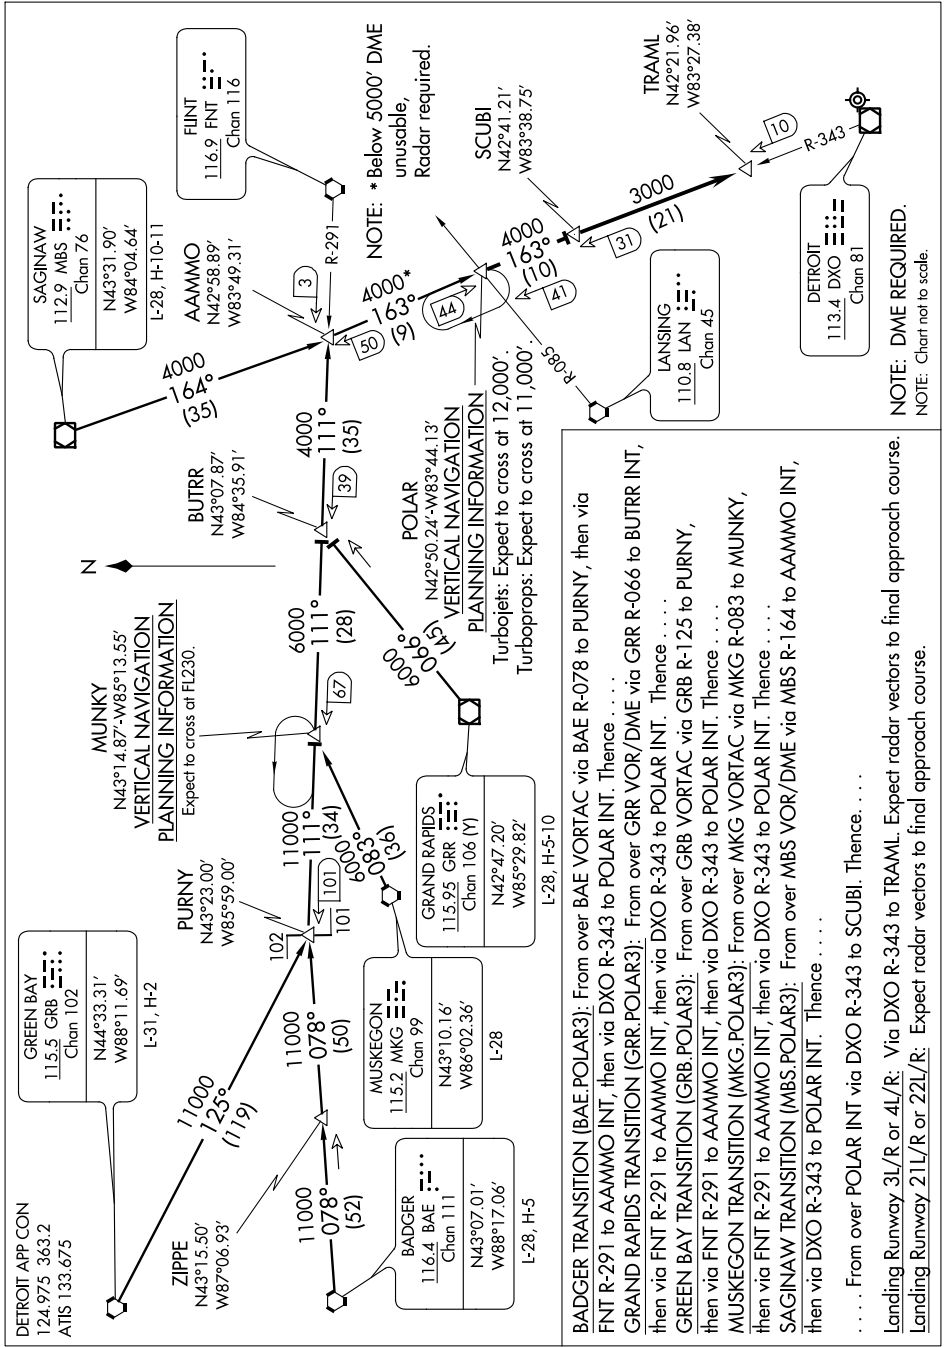 DETROIT APP CON
124.975 363.2
ATIS 133.675
GREEN BAY
115.5 GRB
Chan 102
N44°33.31'
W88°11.69'
L-31, H-2
11000
125°
(119)
ZIPPE
N43°15.50'
W87°06.93'
11000
078°
(52)
BADGER
116.4 BAE
Chan 111
N43°07.01'
W88°17.06'
L-28, H-5
11000
078°
(50)
PURNY
N43°23.00'
W85°59.00'
102
101
101
MUSKEGON
115.2 MKG
Chan 99
N43°10.16'
W86°02.36'
L-28
6000
083°
(36)
11000
111°
(34)
MUNKY
N43°14.87'-W85°13.55'
VERTICAL NAVIGATION
PLANNING INFORMATION
Expect to cross at FL230.
67
6000
111°
(28)
N
GRAND RAPIDS
115.95 GRR
Chan 106 (Y)
N42°47.20'
W85°29.82'
L-28, H-5-10
6000
066°
(45)
BUTRR
N43°07.87'
W84°35.91'
39
4000
111°
(35)
SAGINAW
112.9 MBS
Chan 76
N43°31.90'
W84°04.64'
L-28, H-10-11
4000
164°
(35)
AAMMO
N42°58.89'
W83°49.31'
3
R-291
50
FLINT
116.9 FNT
Chan 116
NOTE: *Below 5000' DME
unusable,
Radar required.
4000*
163°
(9)
44
POLAR
N42°50.24'-W83°44.13'
VERTICAL NAVIGATION
PLANNING INFORMATION
Turbojets: Expect to cross at 12,000'.
Turboprops: Expect to cross at 11,000'.
4000
163°
(10)
41
R-085
LANSING
110.8 LAN
Chan 45
SCUBI
N42°41.21'
W83°38.75'
31
3000
(21)
TRAML
N42°21.96'
W83°27.38'
10
R-343
DETROIT
113.4 DXO
Chan 81
NOTE: DME REQUIRED.
NOTE: Chart not to scale.
BADGER TRANSITION (BAE.POLAR3): From over BAE VORTAC via BAE R-078 to PURNY, then via
FNT R-291 to AAMMO INT, then via DXO R-343 to POLAR INT. Thence . . . .
GRAND RAPIDS TRANSITION (GRR.POLAR3): From over GRR VOR/DME via GRR R-066 to BUTRR INT,
then via FNT R-291 to AAMMO INT, then via DXO R-343 to POLAR INT. Thence . . . .
GREEN BAY TRANSITION (GRB.POLAR3): From over GRB VORTAC via GRB R-125 to PURNY,
then via FNT R-291 to AAMMO INT, then via DXO R-343 to POLAR INT. Thence . . . .
MUSKEGON TRANSITION (MKG.POLAR3): From over MKG VORTAC via MKG R-083 to MUNKY,
then via FNT R-291 to AAMMO INT, then via DXO R-343 to POLAR INT. Thence . . . .
SAGINAW TRANSITION (MBS.POLAR3): From over MBS VOR/DME via MBS R-164 to AAMMO INT,
then via DXO R-343 to POLAR INT. Thence . . . .
. . . . From over POLAR INT via DXO R-343 to SCUBI. Thence. . . .
Landing Runway 3L/R or 4L/R: Via DXO R-343 to TRAML. Expect radar vectors to final approach course.
Landing Runway 21L/R or 22L/R: Expect radar vectors to final approach course.